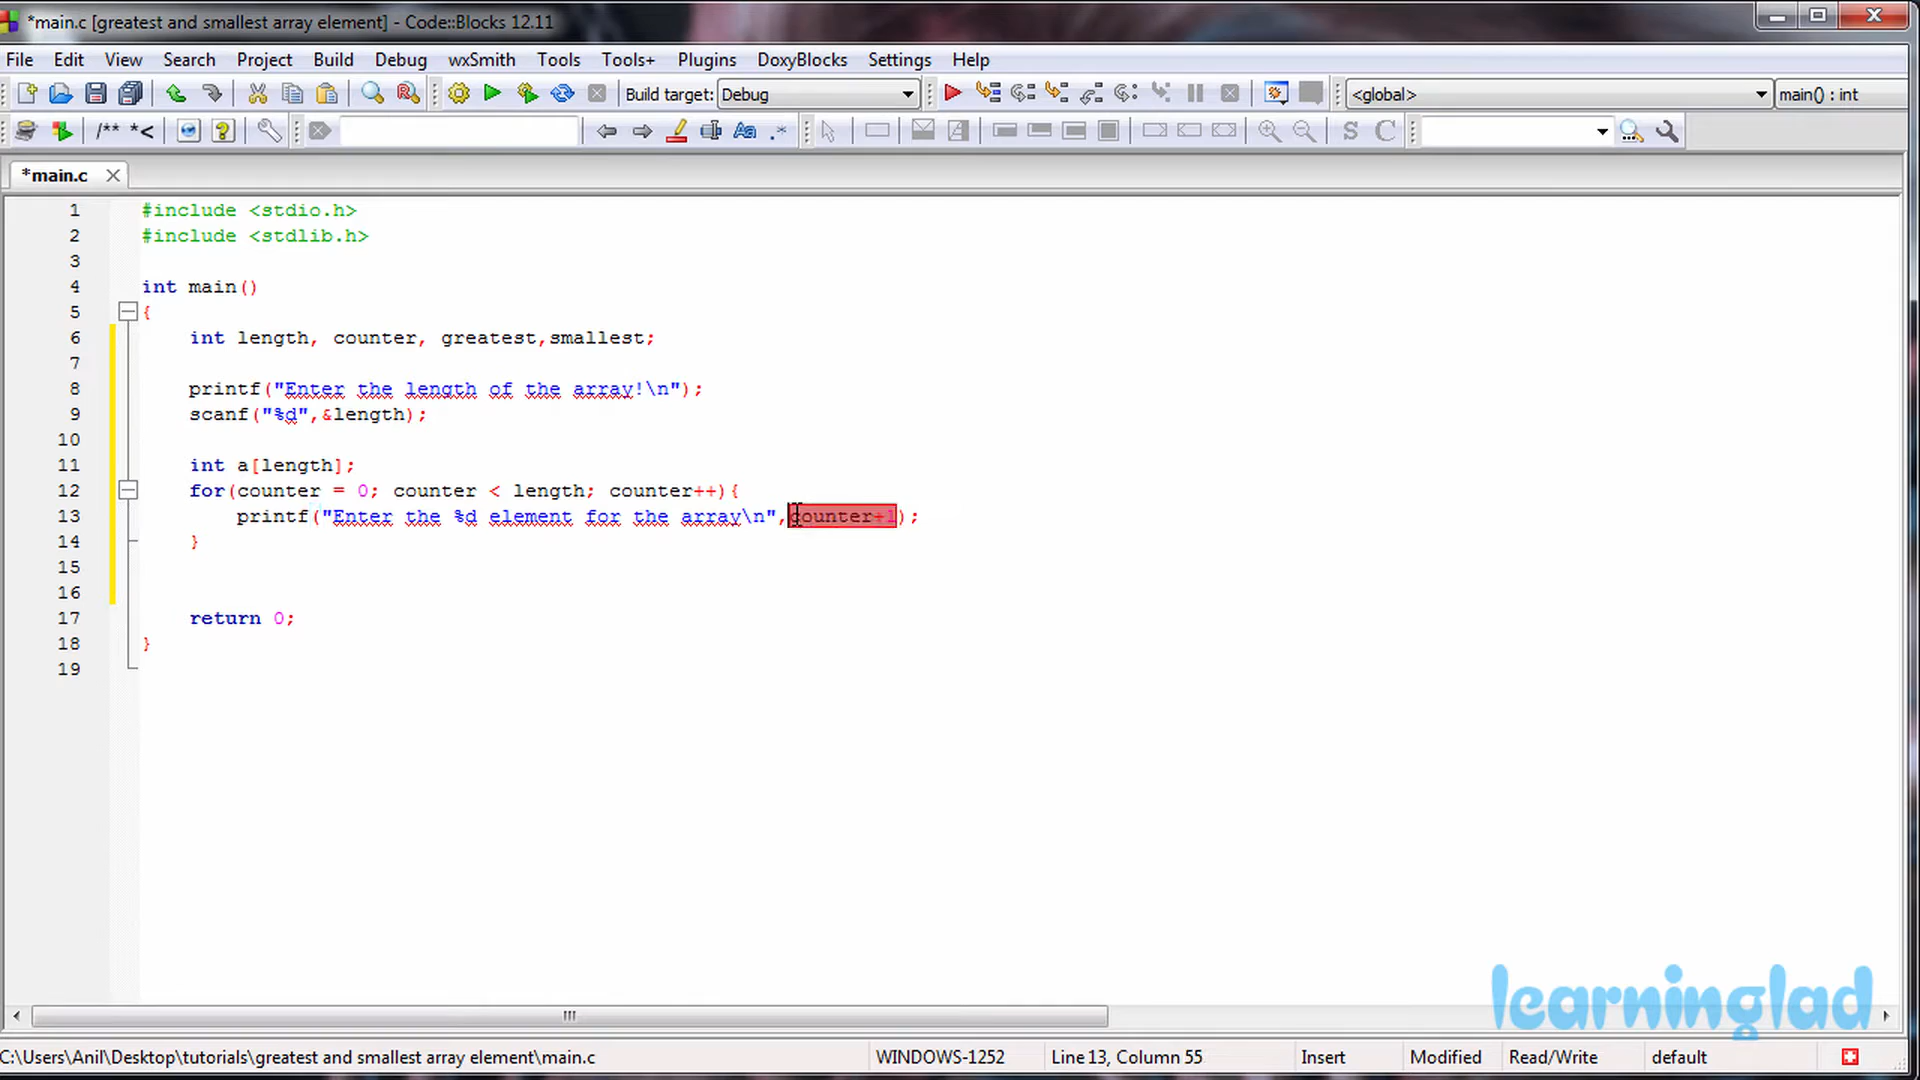 *main.c [greatest and smallest array element] - Code::Blocks 12.11
File Edit View Search Project Build Debug wxSmith Tools Tools+ Plugins DoxyBlocks Settings Help
Build target: Debug <global> main() : int
/** *< Aa .* S C
*main.c
1 #include <stdio.h>
2 #include <stdlib.h>
3
4 int main()
5 {
6 int length, counter, greatest,smallest;
7
8 printf("Enter the length of the array!\n");
9 scanf("%d",&length);
10
11 int a[length];
12 for(counter = 0; counter < length; counter++){
13 printf("Enter the %d element for the array\n",counter+1);
14 }
15
16
17 return 0;
18 }
19
learninglad
C:\Users\Anil\Desktop\tutorials\greatest and smallest array element\main.c WINDOWS-1252 Line 13, Column 55 Insert Modified Read/Write default